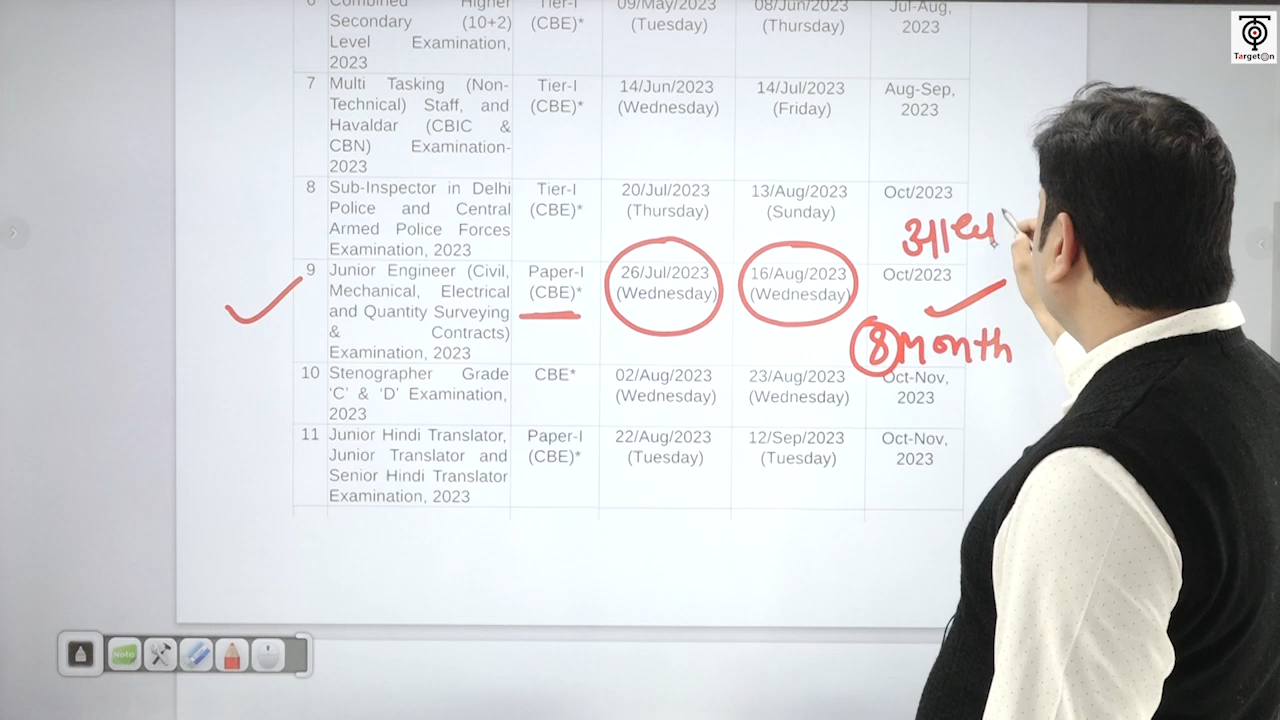 6 Combined Higher Tier-I 09/May/2023 08/Jun/2023 Jul-Aug,
Secondary (10+2) (CBE)* (Tuesday) (Thursday) 2023
Level Examination,
2023
7 Multi Tasking (Non- Tier-I 14/Jun/2023 14/Jul/2023 Aug-Sep,
Technical) Staff, and (CBE)* (Wednesday) (Friday) 2023
Havaldar (CBIC &
CBN) Examination-
2023
8 Sub-Inspector in Delhi Tier-I 20/Jul/2023 13/Aug/2023 Oct/2023
Police and Central (CBE)* (Thursday) (Sunday)
Armed Police Forces
Examination, 2023
9 Junior Engineer (Civil, Paper-I 26/Jul/2023 16/Aug/2023 Oct/2023
Mechanical, Electrical (CBE)* (Wednesday) (Wednesday)
and Quantity Surveying
& Contracts)
Examination, 2023
8 Month
10 Stenographer Grade CBE* 02/Aug/2023 23/Aug/2023 Oct-Nov,
'C' & 'D' Examination, (Wednesday) (Wednesday) 2023
2023
11 Junior Hindi Translator, Paper-I 22/Aug/2023 12/Sep/2023 Oct-Nov,
Junior Translator and (CBE)* (Tuesday) (Tuesday) 2023
Senior Hindi Translator
Examination, 2023
Note
TargetOn